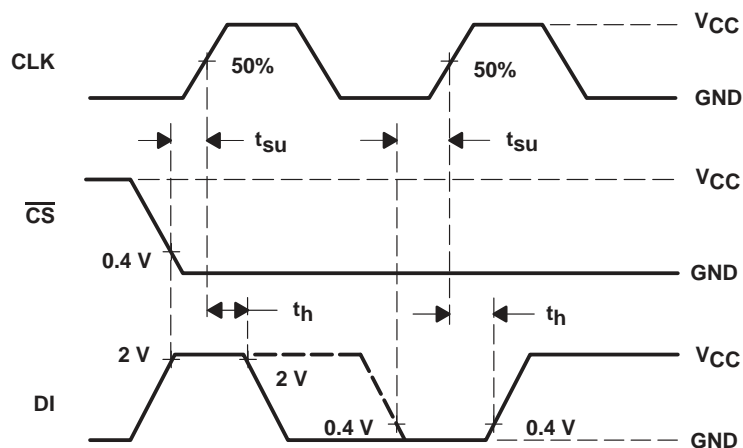 VCC
CLK
50%
50%
GND
tsu
tsu
VCC
CS
0.4 V
GND
th
th
2 V
VCC
2 V
DI
0.4 V
0.4 V
GND